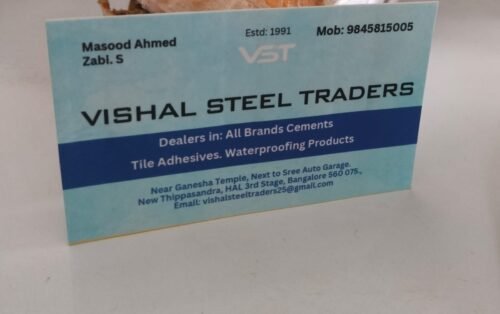 Masood Ahmed
Zabi. S
Estd: 1991
Mob: 9845815005
VST
VISHAL STEEL TRADERS
Dealers in: All Brands Cements
Tile Adhesives. Waterproofing Products
Near Ganesha Temple, Next to Sree Auto Garage.
New Thippasandra, HAL 3rd Stage, Bangalore 560 075.,
Email: vishalsteeltraders25@gmail.com